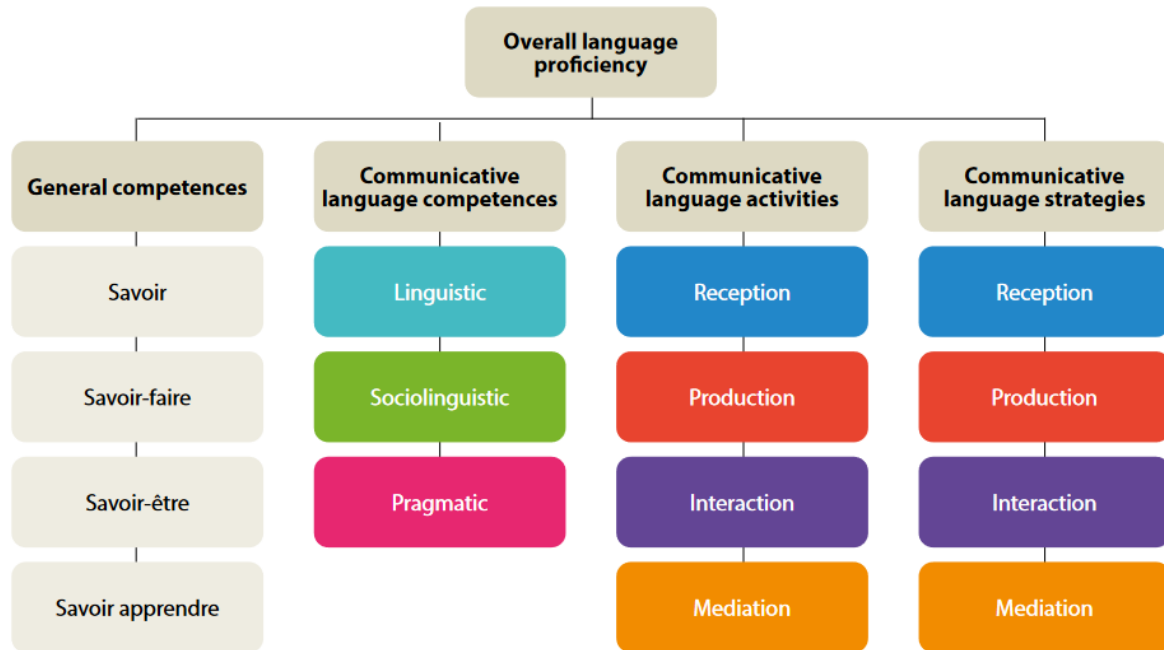 Overall language
proficiency
General competences
Communicative
language competences
Communicative
language activities
Communicative
language strategies
Savoir
Linguistic
Reception
Reception
Savoir-faire
Sociolinguistic
Production
Production
Savoir-être
Pragmatic
Interaction
Interaction
Savoir apprendre
Mediation
Mediation